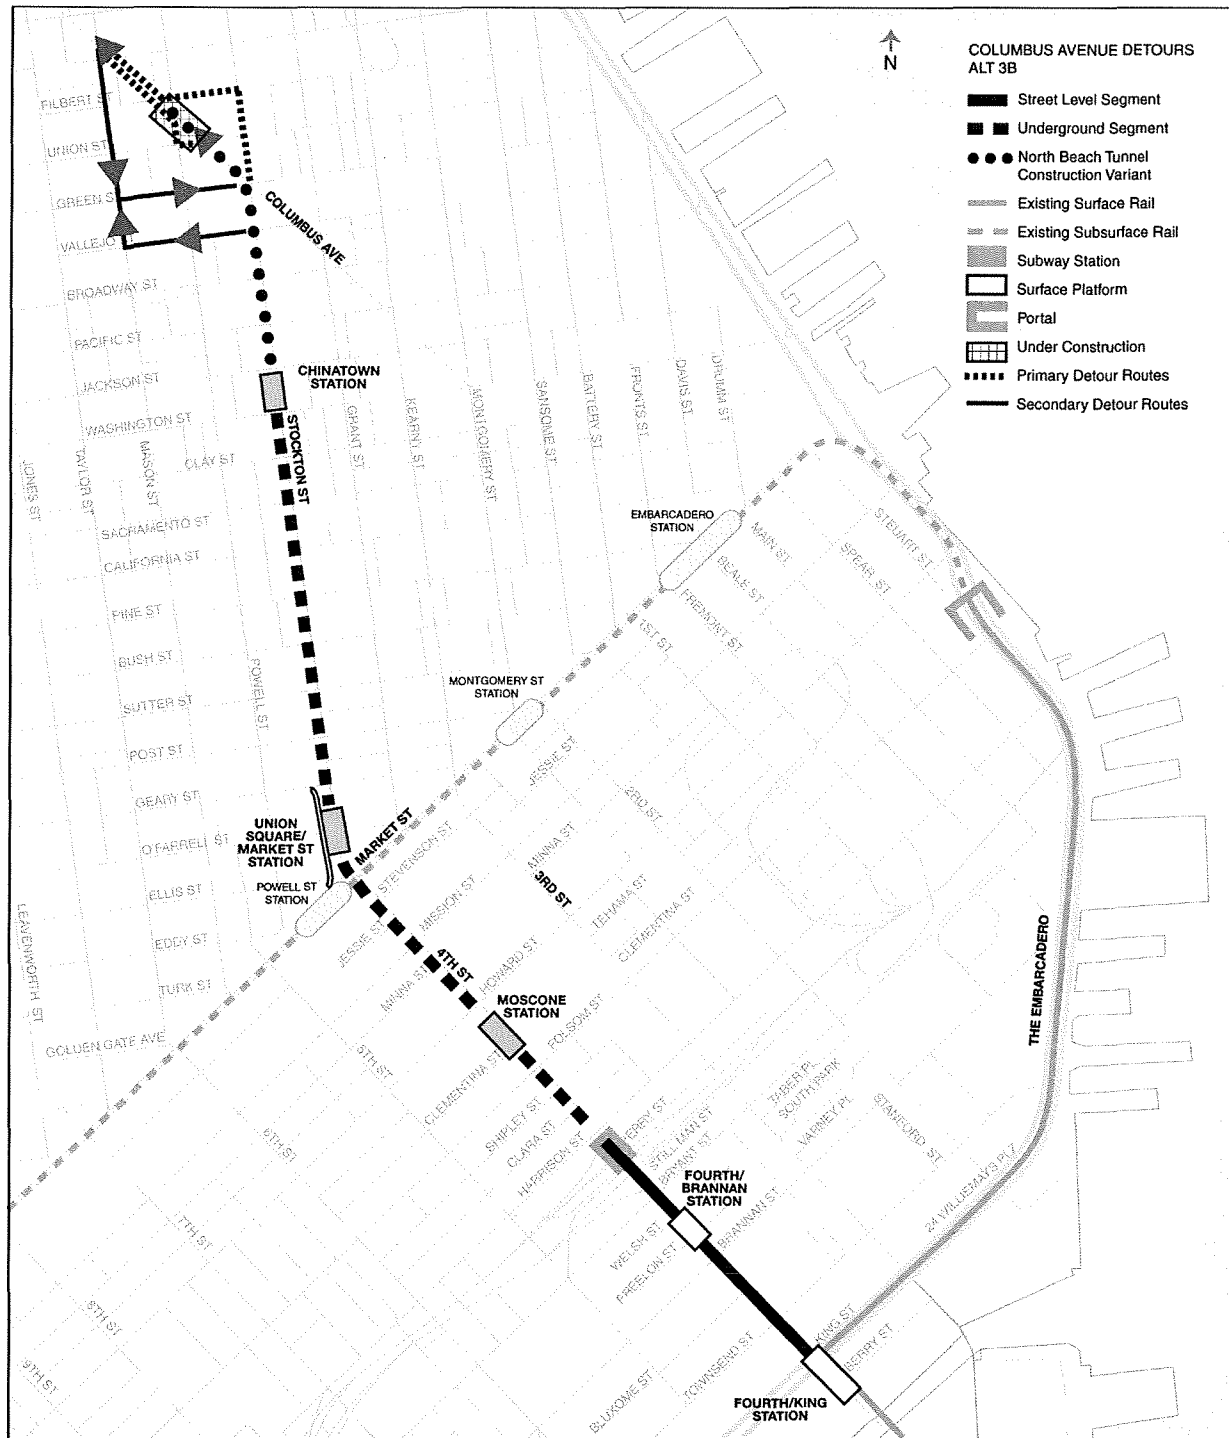 COLUMBUS AVENUE DETOURS
ALT 3B
Street Level Segment
Underground Segment
North Beach Tunnel
Construction Variant
Existing Surface Rail
Existing Subsurface Rail
Subway Station
Surface Platform
Portal
Under Construction
Primary Detour Routes
Secondary Detour Routes
N
FILBERT ST
UNION ST
GREEN S
VALLEJO
COLUMBUS AVE
BROADWAY ST
PACIFIC ST
JACKSON ST
WASHINGTON ST
CLAY ST
SACRAMENTO ST
CALIFORNIA ST
PINE ST
BUSH ST
SUTTER ST
POST ST
GEARY ST
O'FARRELL ST
ELLIS ST
EDDY ST
TURK ST
GOLDEN GATE AVE
JONES ST
TAYLOR ST
MASON ST
POWELL ST
LEAVENWORTH ST
STOCKTON ST
GRANT ST
KEARNY ST
MONTGOMERY ST
SANSOME ST
BATTERY ST
FRONTS ST
DAVIS ST
DRUMM ST
CHINATOWN
STATION
EMBARCADERO
STATION
MONTGOMERY ST
STATION
UNION
SQUARE/
MARKET ST
STATION
POWELL ST
STATION
MARKET ST
MAIN ST
SPEAR ST
STEUART ST
BEALE ST
FREMONT ST
1ST ST
JESSIE ST
2RD ST
STEVENSON ST
MINNA ST
3RD ST
MISSION ST
TEHAMA ST
CLEMENTINA ST
JESSIE ST
MINNA ST
4TH ST
HOWARD ST
MOSCONE
STATION
FOLSOM ST
5TH ST
CLEMENTINA ST
SHIPLEY ST
CLARA ST
HARRISON ST
PERRY ST
STILLMAN ST
BRYANT ST
TABER PL
SOUTH PARK
VARNEY PL
STANFORD ST
6TH ST
7TH ST
8TH ST
9TH ST
FOURTH/
BRANNAN
STATION
BRANNAN ST
WELSH ST
FREELON ST
THE EMBARCADERO
24 WILLIE MAYS PLZ
KING ST
BERRY ST
TOWNSEND ST
BLUXOME ST
FOURTH/KING
STATION